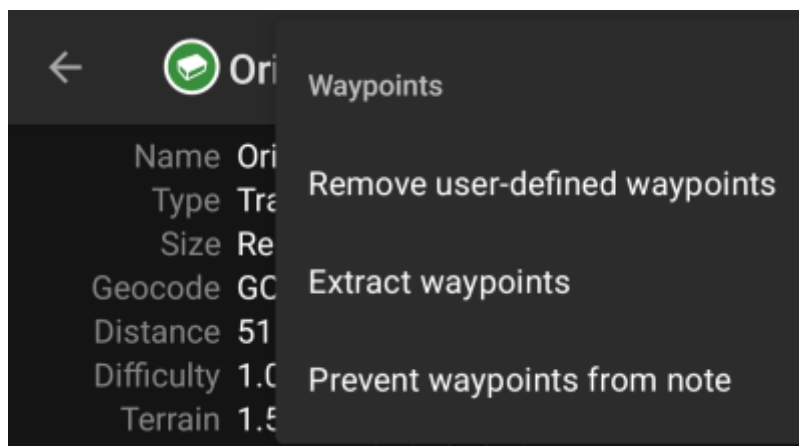 Ori
Waypoints
Name Ori
Remove user-defined waypoints
Type Tra
Size Re
Geocode GC
Extract waypoints
Distance 51
Difficulty 1.0
Prevent waypoints from note
Terrain 1.5